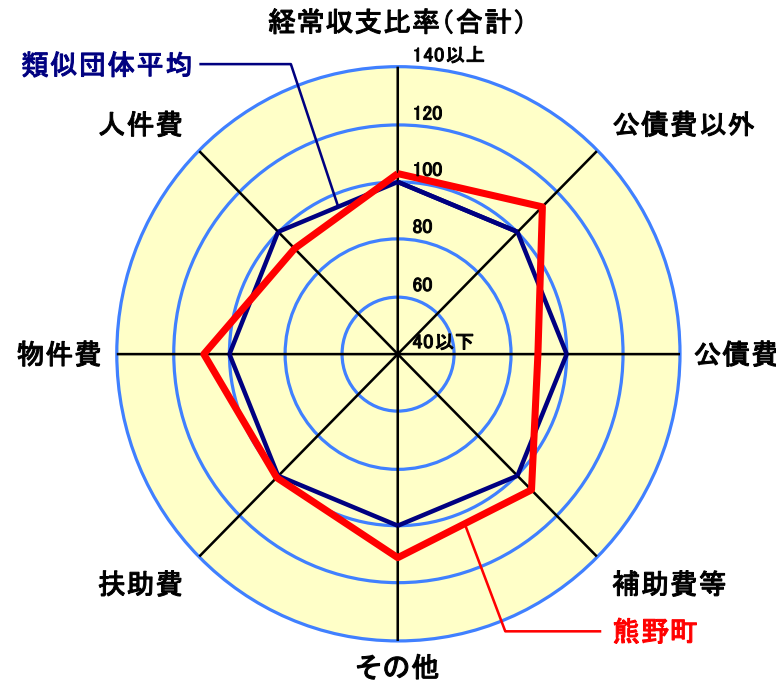 経常収支比率(合計)
140以上
類似団体平均
人件費
120
公債費以外
100
80
60
40以下
物件費
公債費
扶助費
補助費等
熊野町
その他